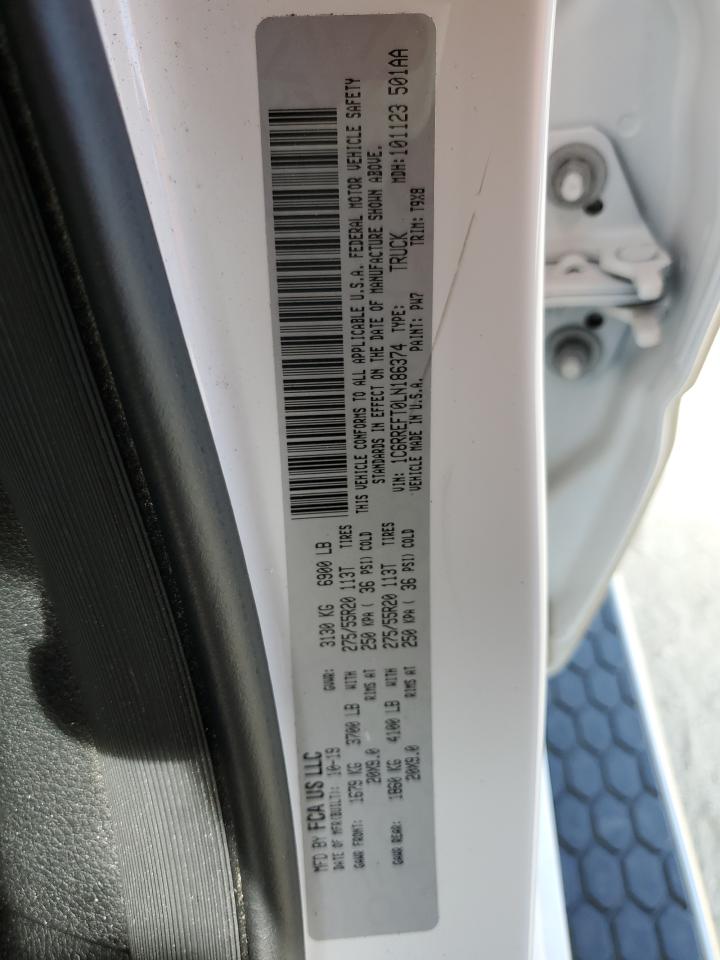 MFD BY FCA US LLC
DATE OF MFR(BUILT): 10-19 GVWR: 3130 KG 6900 LB
GAWR FRONT: 1679 KG 3700 LB WITH 275/55R20 113T TIRES
20X9.0 RIMS AT 250 KPA ( 36 PSI) COLD
GAWR REAR: 1860 KG 4100 LB WITH 275/55R20 113T TIRES
20X9.0 RIMS AT 250 KPA ( 36 PSI) COLD
THIS VEHICLE CONFORMS TO ALL APPLICABLE U.S.A. FEDERAL MOTOR VEHICLE SAFETY
STANDARDS IN EFFECT ON THE DATE OF MANUFACTURE SHOWN ABOVE.
VIN: 1C6RREFT0LN186374 TYPE: TRUCK MDH:101123 501AA
VEHICLE MADE IN U.S.A. PAINT: PW7 TRIM: T9X8